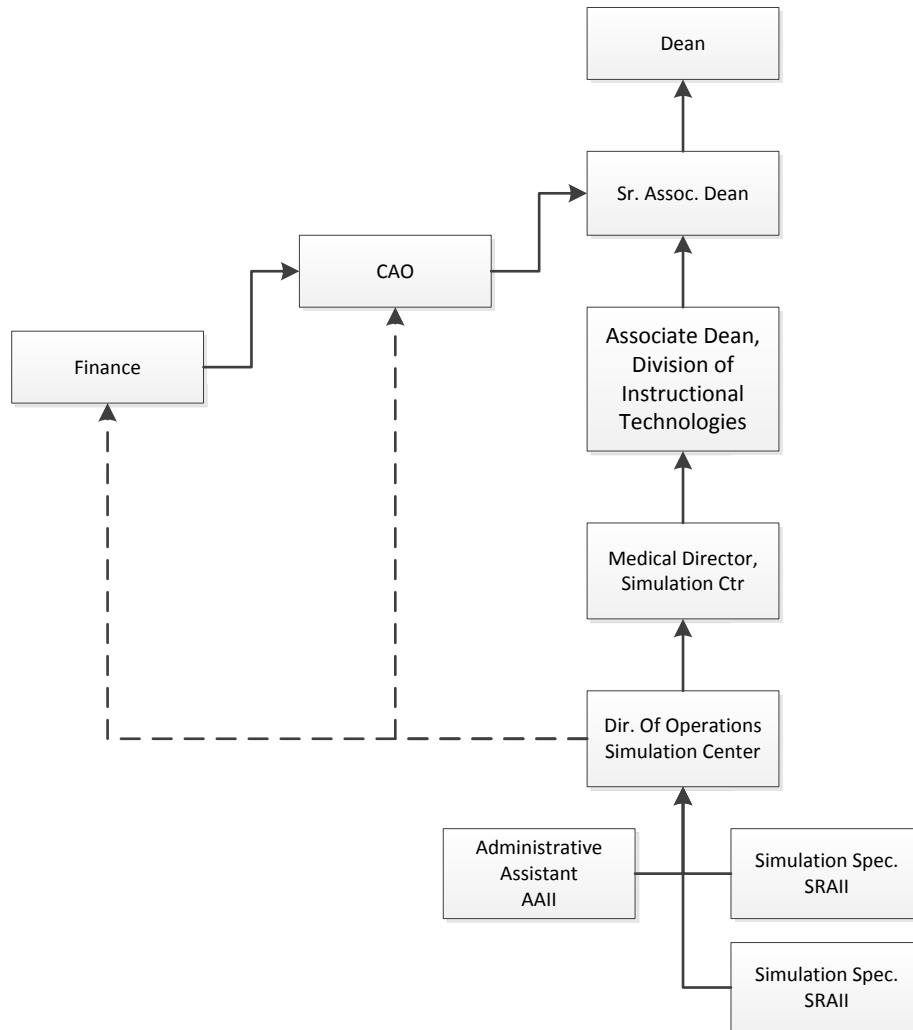 Dean
Sr. Assoc. Dean
CAO
Finance
Associate Dean,
Division of
Instructional
Technologies
Medical Director,
Simulation Ctr
Dir. Of Operations
Simulation Center
Administrative
Assistant
AAII
Simulation Spec.
SRAII
Simulation Spec.
SRAII